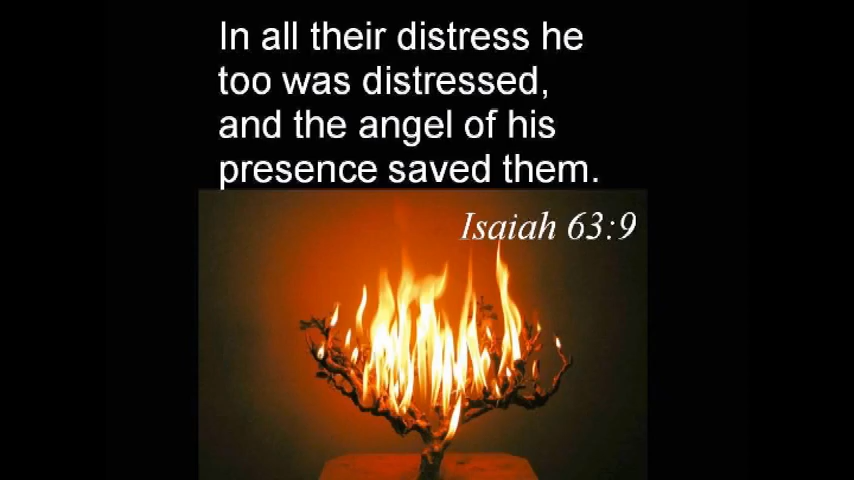 In all their distress he
too was distressed,
and the angel of his
presence saved them.
Isaiah 63:9